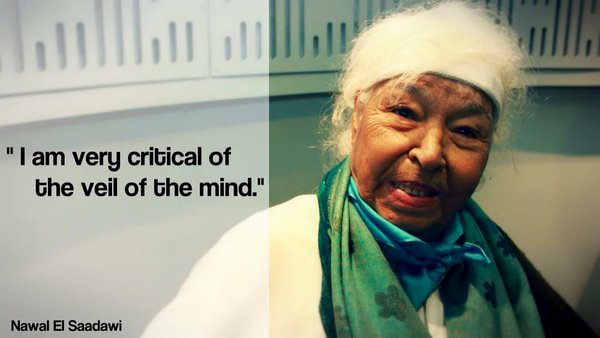 " I am very critical of
the veil of the mind."
Nawal El Saadawi